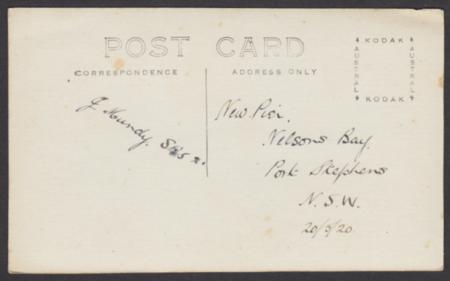 POST CARD
CORRESPONDENCE
ADDRESS ONLY
KODAK
AUSTRAL
AUSTRAL
KODAK
J. Mundy.
New Pier,
Nelsons Bay.
Port Stephens
N.S.W.
20/5/20